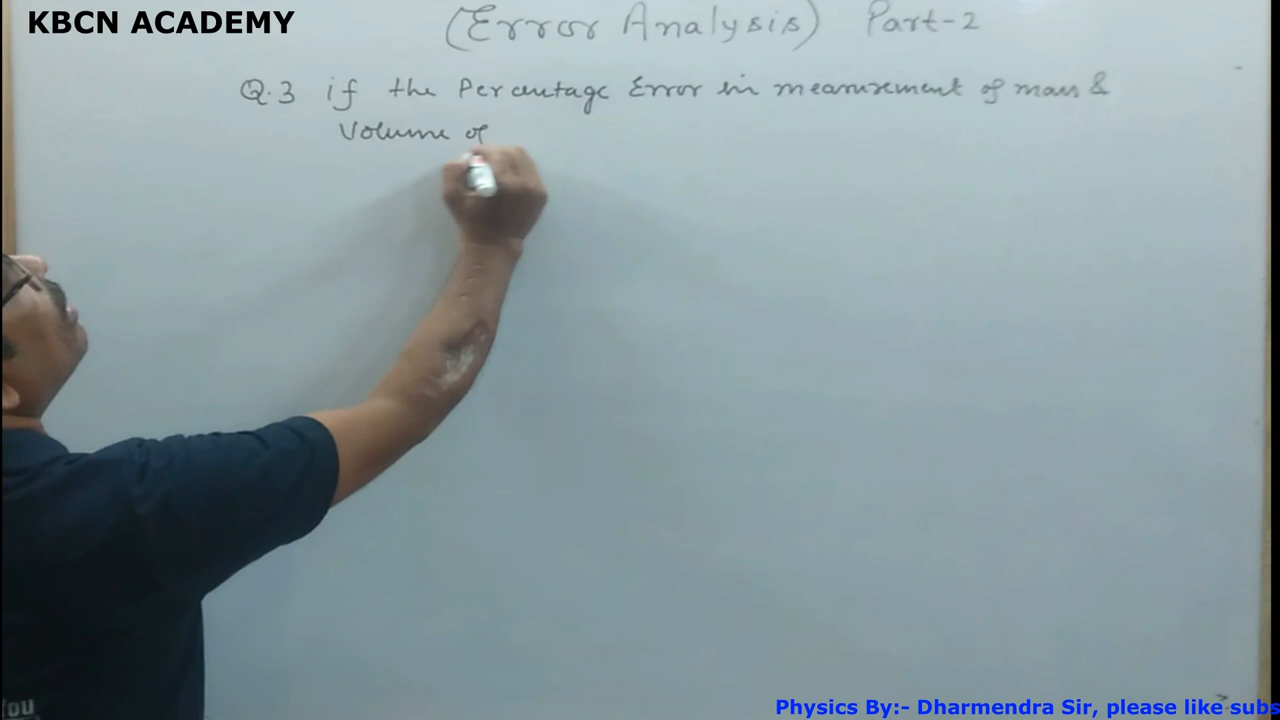 KBCN ACADEMY
(Error Analysis) Part-2
Q.3 if the Percentage Error in measurement of mass &
Volume of
You
Physics By:- Dharmendra Sir, please like subs